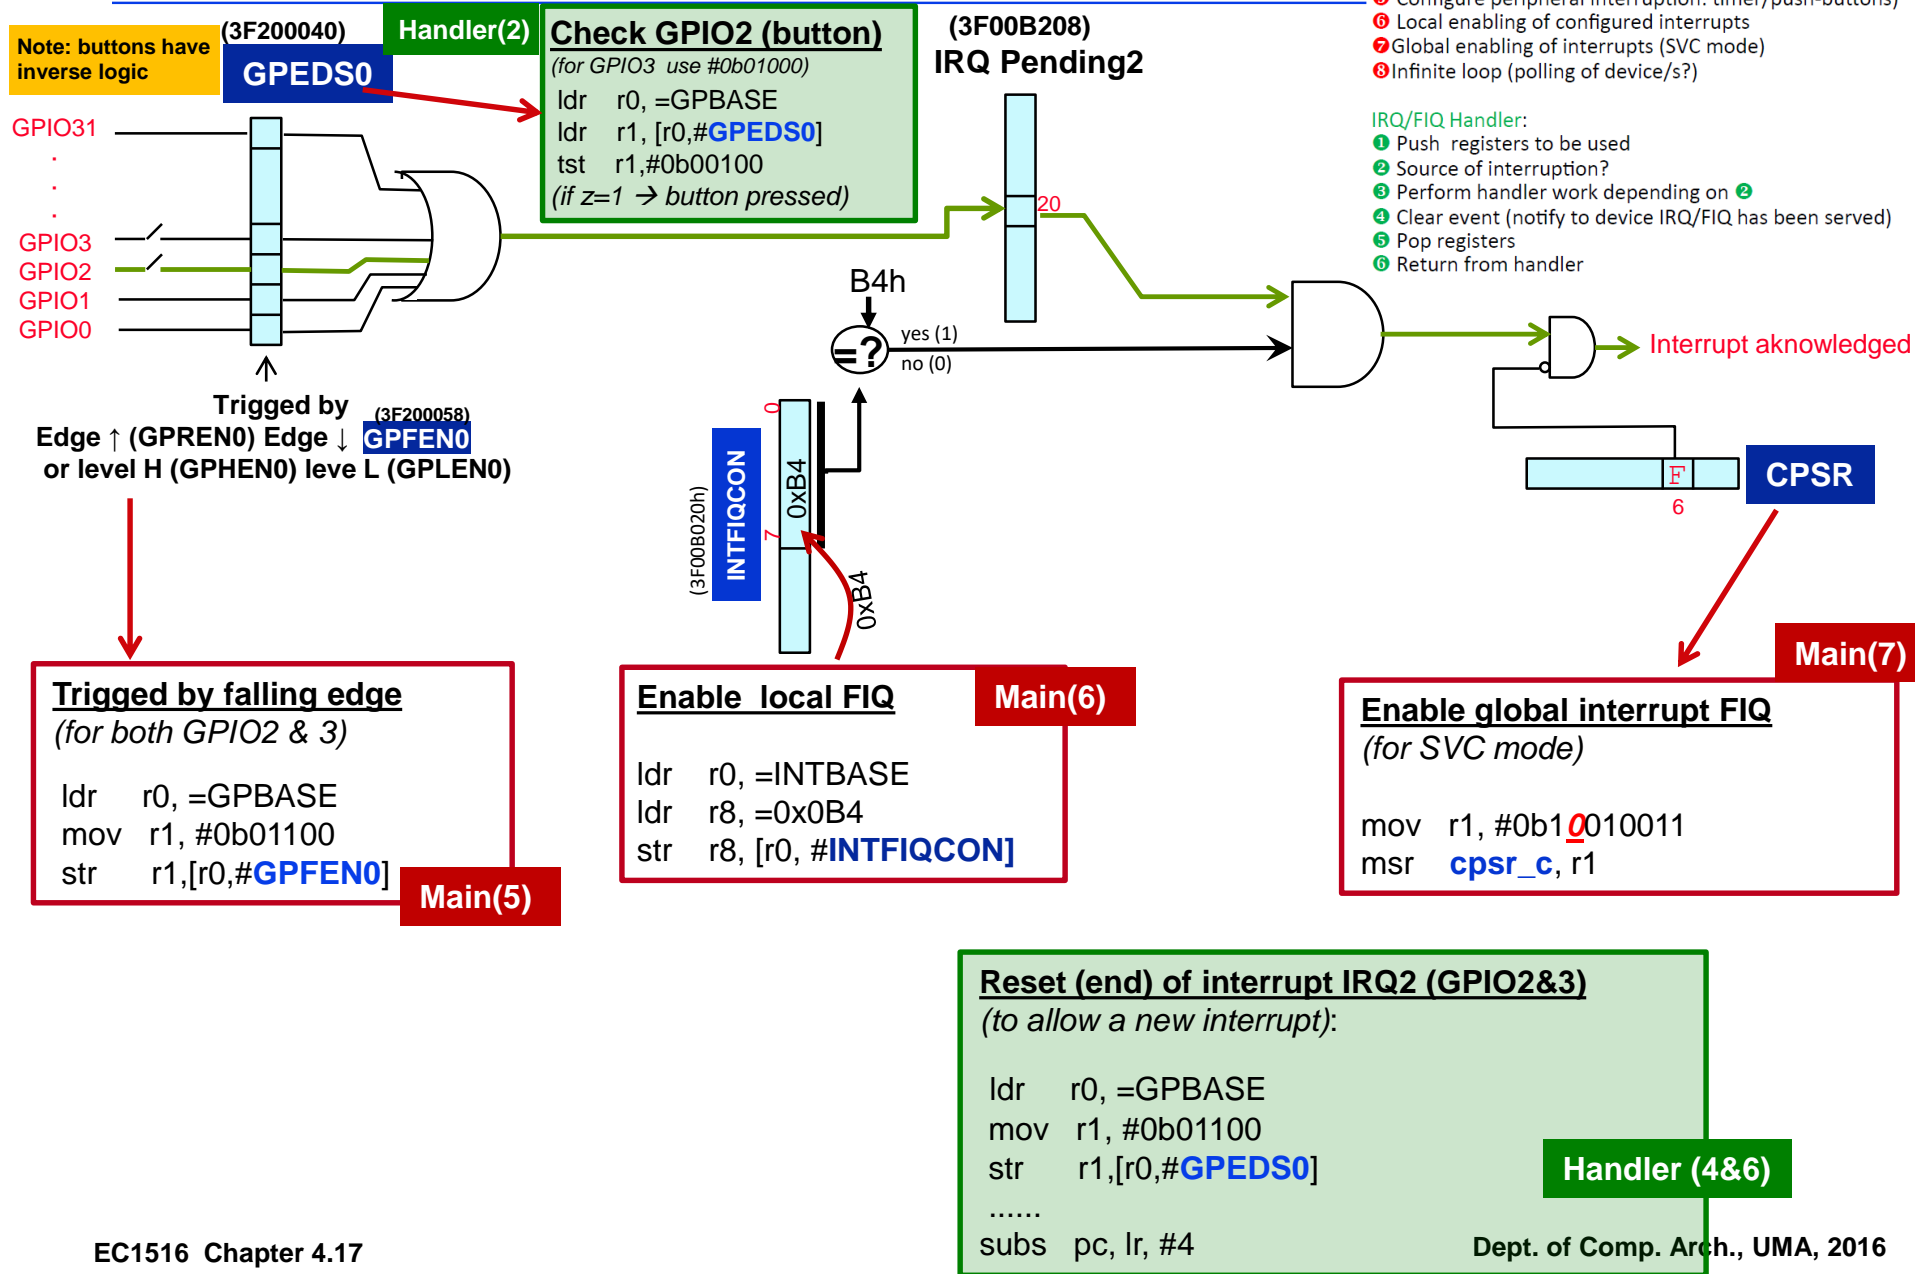 ❺ Configure peripheral interruption: timer/push-buttons)
❻ Local enabling of configured interrupts
❼Global enabling of interrupts (SVC mode)
❽Infinite loop (polling of device/s?)
IRQ/FIQ Handler:
❶ Push registers to be used
❷ Source of interruption?
❸ Perform handler work depending on ❷
❹ Clear event (notify to device IRQ/FIQ has been served)
❺ Pop registers
❻ Return from handler
Note: buttons have
inverse logic
(3F200040)
GPEDS0
Handler(2)
Check GPIO2 (button)
(for GPIO3 use #0b01000)
ldr r0, =GPBASE
ldr r1, [r0,#GPEDS0]
tst r1,#0b00100
(if z=1 → button pressed)
(3F00B208)
IRQ Pending2
20
GPIO31
.
.
.
GPIO3
GPIO2
GPIO1
GPIO0
B4h
=?
yes (1)
no (0)
Interrupt aknowledged
Trigged by
(3F200058)
Edge ↑ (GPREN0) Edge ↓ GPFEN0
or level H (GPHEN0) leve L (GPLEN0)
(3F00B020h)
INTFIQCON
0
7
0xB4
0xB4
F
6
CPSR
Trigged by falling edge
(for both GPIO2 & 3)
ldr r0, =GPBASE
mov r1, #0b01100
str r1,[r0,#GPFEN0]
Main(5)
Enable local FIQ
Main(6)
ldr r0, =INTBASE
ldr r8, =0x0B4
str r8, [r0, #INTFIQCON]
Main(7)
Enable global interrupt FIQ
(for SVC mode)
mov r1, #0b10010011
msr cpsr_c, r1
Reset (end) of interrupt IRQ2 (GPIO2&3)
(to allow a new interrupt):
ldr r0, =GPBASE
mov r1, #0b01100
str r1,[r0,#GPEDS0]
......
subs pc, lr, #4
Handler (4&6)
EC1516 Chapter 4.17
Dept. of Comp. Arch., UMA, 2016